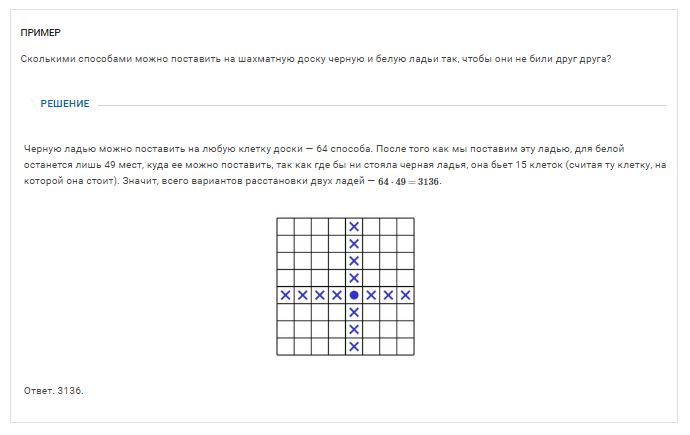 ПРИМЕР
Сколькими способами можно поставить на шахматную доску черную и белую ладьи так, чтобы они не били друг друга?
РЕШЕНИЕ
Черную ладью можно поставить на любую клетку доски — 64 способа. После того как мы поставим эту ладью, для белой
останется лишь 49 мест, куда ее можно поставить, так как где бы ни стояла черная ладья, она бьет 15 клеток (считая ту клетку, на
которой она стоит). Значит, всего вариантов расстановки двух ладей — 64 · 49 = 3136.
Ответ. 3136.